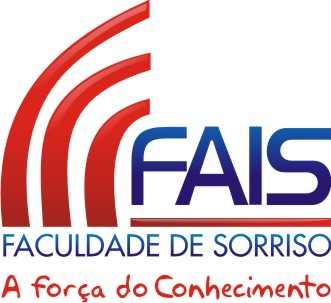 FAIS
FACULDADE DE SORRISO
A força do Conhecimento